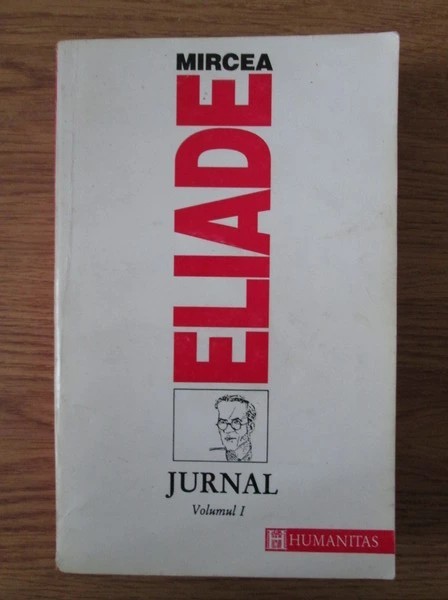 MIRCEA
ELIADE
JURNAL
Volumul I
HUMANITAS